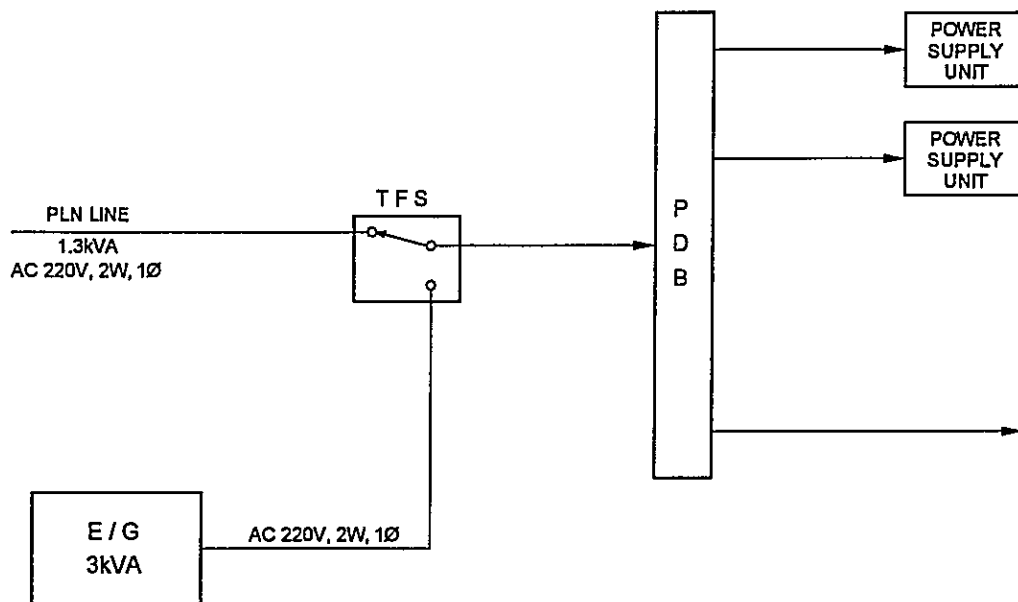 POWER
SUPPLY
UNIT
POWER
SUPPLY
UNIT
T F S
PLN LINE
1.3kVA
AC 220V, 2W, 1Ø
P
D
B
E / G
3kVA
AC 220V, 2W, 1Ø